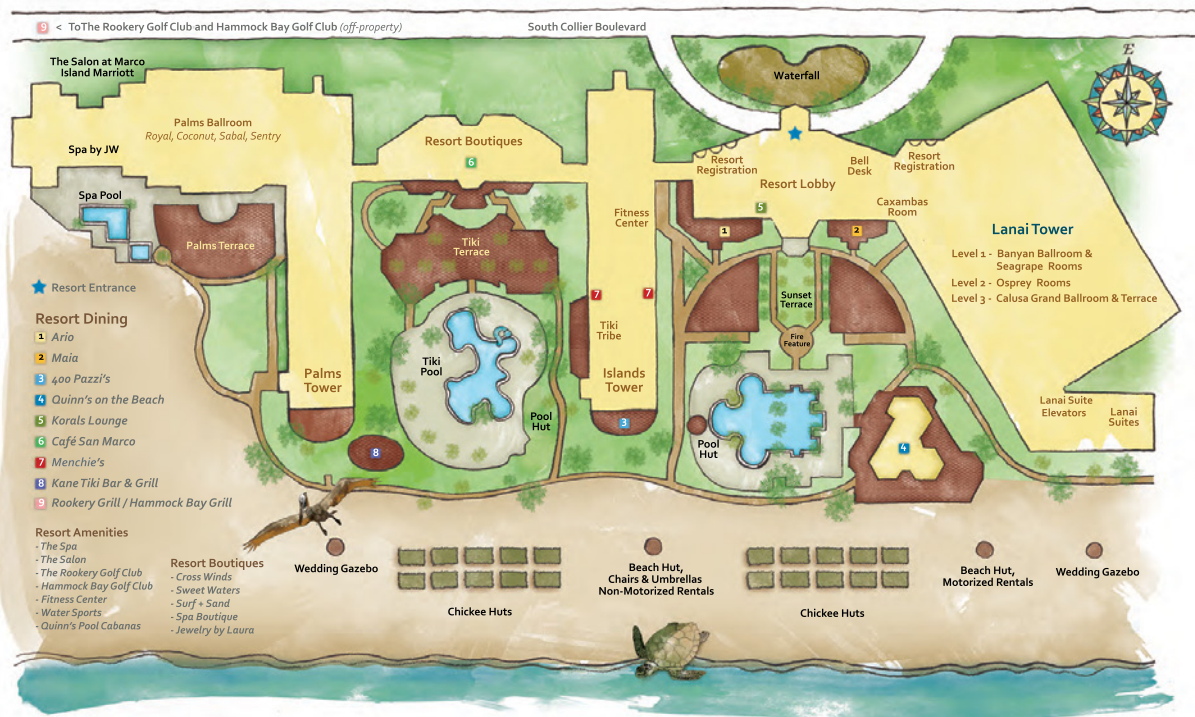 9 < ToThe Rookery Golf Club and Hammock Bay Golf Club (off-property)
South Collier Boulevard
E
The Salon at Marco
Island Marriott
Waterfall
Palms Ballroom
Royal, Coconut, Sabal, Sentry
Spa by JW
Resort Boutiques
6
Resort
Registration
Bell
Desk
Resort
Registration
Resort Lobby
Spa Pool
5
Caxambas
Room
Fitness
Center
1
2
Palms Terrace
Tiki
Terrace
Lanai Tower
Level 1 - Banyan Ballroom &
Seagrape Rooms
Level 2 - Osprey Rooms
Level 3 - Calusa Grand Ballroom & Terrace
7
7
Sunset
Terrace
Tiki
Tribe
Fire
Feature
Resort Entrance
Resort Dining
1 Ario
2 Maia
3 400 Pazzi's
4 Quinn's on the Beach
5 Korals Lounge
6 Café San Marco
7 Menchie's
8 Kane Tiki Bar & Grill
9 Rookery Grill / Hammock Bay Grill
Palms
Tower
Tiki
Pool
Islands
Tower
Pool
Hut
3
Pool
Hut
4
8
Lanai Suite
Elevators
Lanai
Suites
Resort Amenities
- The Spa
- The Salon
- The Rookery Golf Club
- Hammock Bay Golf Club
- Fitness Center
- Water Sports
- Quinn's Pool Cabanas
Resort Boutiques
- Cross Winds
- Sweet Waters
- Surf + Sand
- Spa Boutique
- Jewelry by Laura
Wedding Gazebo
Chickee Huts
Beach Hut,
Chairs & Umbrellas
Non-Motorized Rentals
Chickee Huts
Beach Hut,
Motorized Rentals
Wedding Gazebo